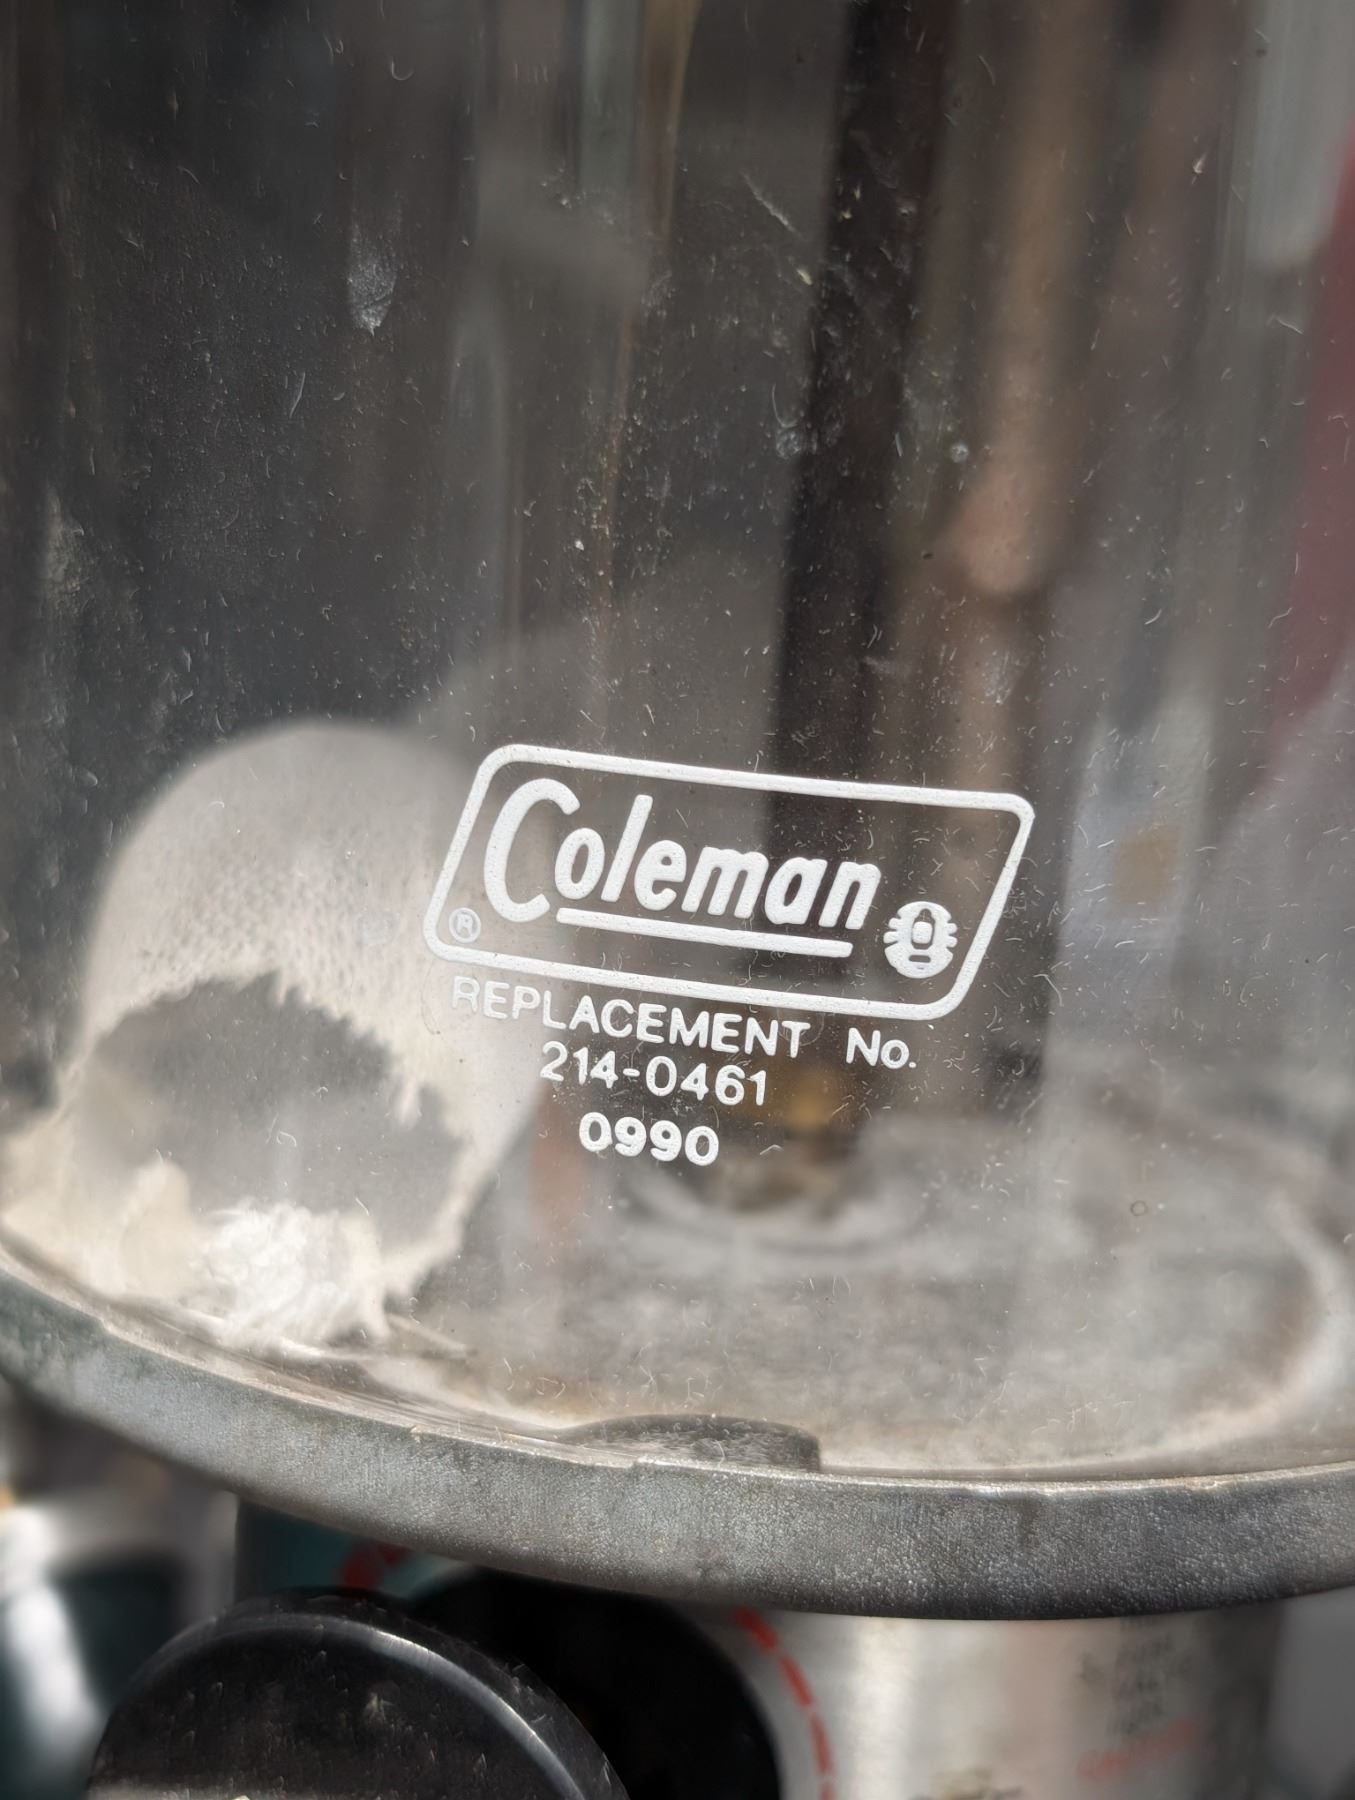 Coleman
®
REPLACEMENT No.
214-0461
0990